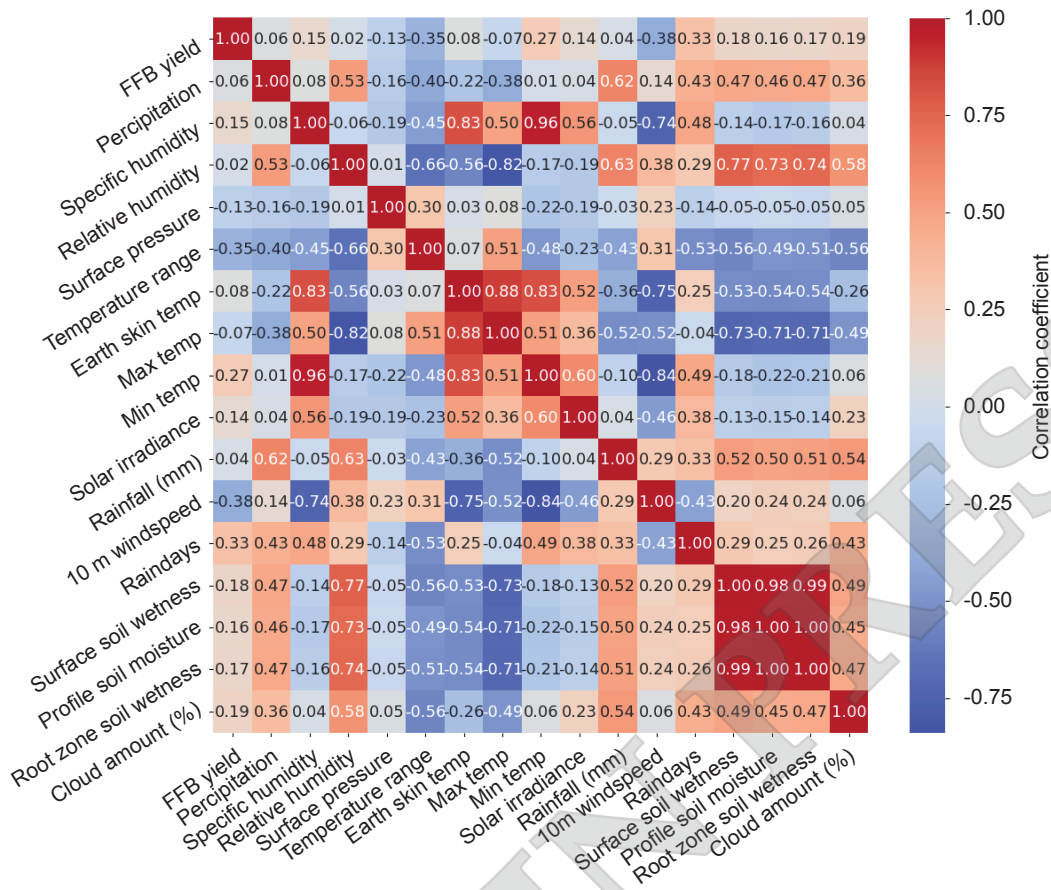 FFB yield 1.00 0.06 0.15 0.02 -0.13 -0.35 0.08 -0.07 0.27 0.14 0.04 -0.38 0.33 0.18 0.16 0.17 0.19
Percipitation 0.06 1.00 0.08 0.53 -0.16 -0.40 -0.22 -0.38 0.01 0.04 0.62 0.14 0.43 0.47 0.46 0.47 0.36
Specific humidity 0.15 0.08 1.00 -0.06 -0.19 -0.45 0.83 0.50 0.96 0.56 -0.05 -0.74 0.48 -0.14 -0.17 -0.16 0.04
Relative humidity 0.02 0.53 -0.06 1.00 0.01 -0.66 -0.56 -0.82 -0.17 -0.19 0.63 0.38 0.29 0.77 0.73 0.74 0.58
Surface pressure -0.13 -0.16 -0.19 0.01 1.00 0.30 0.03 0.08 -0.22 -0.19 -0.03 0.23 -0.14 -0.05 -0.05 -0.05 0.05
Temperature range -0.35 -0.40 -0.45 -0.66 0.30 1.00 0.07 0.51 -0.48 -0.23 -0.43 0.31 -0.53 -0.56 -0.49 -0.51 -0.56
Earth skin temp 0.08 -0.22 0.83 -0.56 0.03 0.07 1.00 0.88 0.83 0.52 -0.36 -0.75 0.25 -0.53 -0.54 -0.54 -0.26
Max temp -0.07 -0.38 0.50 -0.82 0.08 0.51 0.88 1.00 0.51 0.36 -0.52 -0.52 -0.04 -0.73 -0.71 -0.71 -0.49
Min temp 0.27 0.01 0.96 -0.17 -0.22 -0.48 0.83 0.51 1.00 0.60 -0.10 -0.84 0.49 -0.18 -0.22 -0.21 0.06
Solar irradiance 0.14 0.04 0.56 -0.19 -0.19 -0.23 0.52 0.36 0.60 1.00 0.04 -0.46 0.38 -0.13 -0.15 -0.14 0.23
Rainfall (mm) 0.04 0.62 -0.05 0.63 -0.03 -0.43 -0.36 -0.52 -0.10 0.04 1.00 0.29 0.33 0.52 0.50 0.51 0.54
10 m windspeed -0.38 0.14 -0.74 0.38 0.23 0.31 -0.75 -0.52 -0.84 -0.46 0.29 1.00 -0.43 0.20 0.24 0.24 0.06
Raindays 0.33 0.43 0.48 0.29 -0.14 -0.53 0.25 -0.04 0.49 0.38 0.33 -0.43 1.00 0.29 0.25 0.26 0.43
Surface soil wetness 0.18 0.47 -0.14 0.77 -0.05 -0.56 -0.53 -0.73 -0.18 -0.13 0.52 0.20 0.29 1.00 0.98 0.99 0.49
Profile soil moisture 0.16 0.46 -0.17 0.73 -0.05 -0.49 -0.54 -0.71 -0.22 -0.15 0.50 0.24 0.25 0.98 1.00 1.00 0.45
Root zone soil wetness 0.17 0.47 -0.16 0.74 -0.05 -0.51 -0.54 -0.71 -0.21 -0.14 0.51 0.24 0.26 0.99 1.00 1.00 0.47
Cloud amount (%) 0.19 0.36 0.04 0.58 0.05 -0.56 -0.26 -0.49 0.06 0.23 0.54 0.06 0.43 0.49 0.45 0.47 1.00
FFB yield
Percipitation
Specific humidity
Relative humidity
Surface pressure
Temperature range
Earth skin temp
Max temp
Min temp
Solar irradiance
Rainfall (mm)
10m windspeed
Raindays
Surface soil wetness
Profile soil moisture
Root zone soil wetness
Cloud amount (%)
1.00
0.75
0.50
0.25
0.00
-0.25
-0.50
-0.75
Correlation coefficient
IN PRES